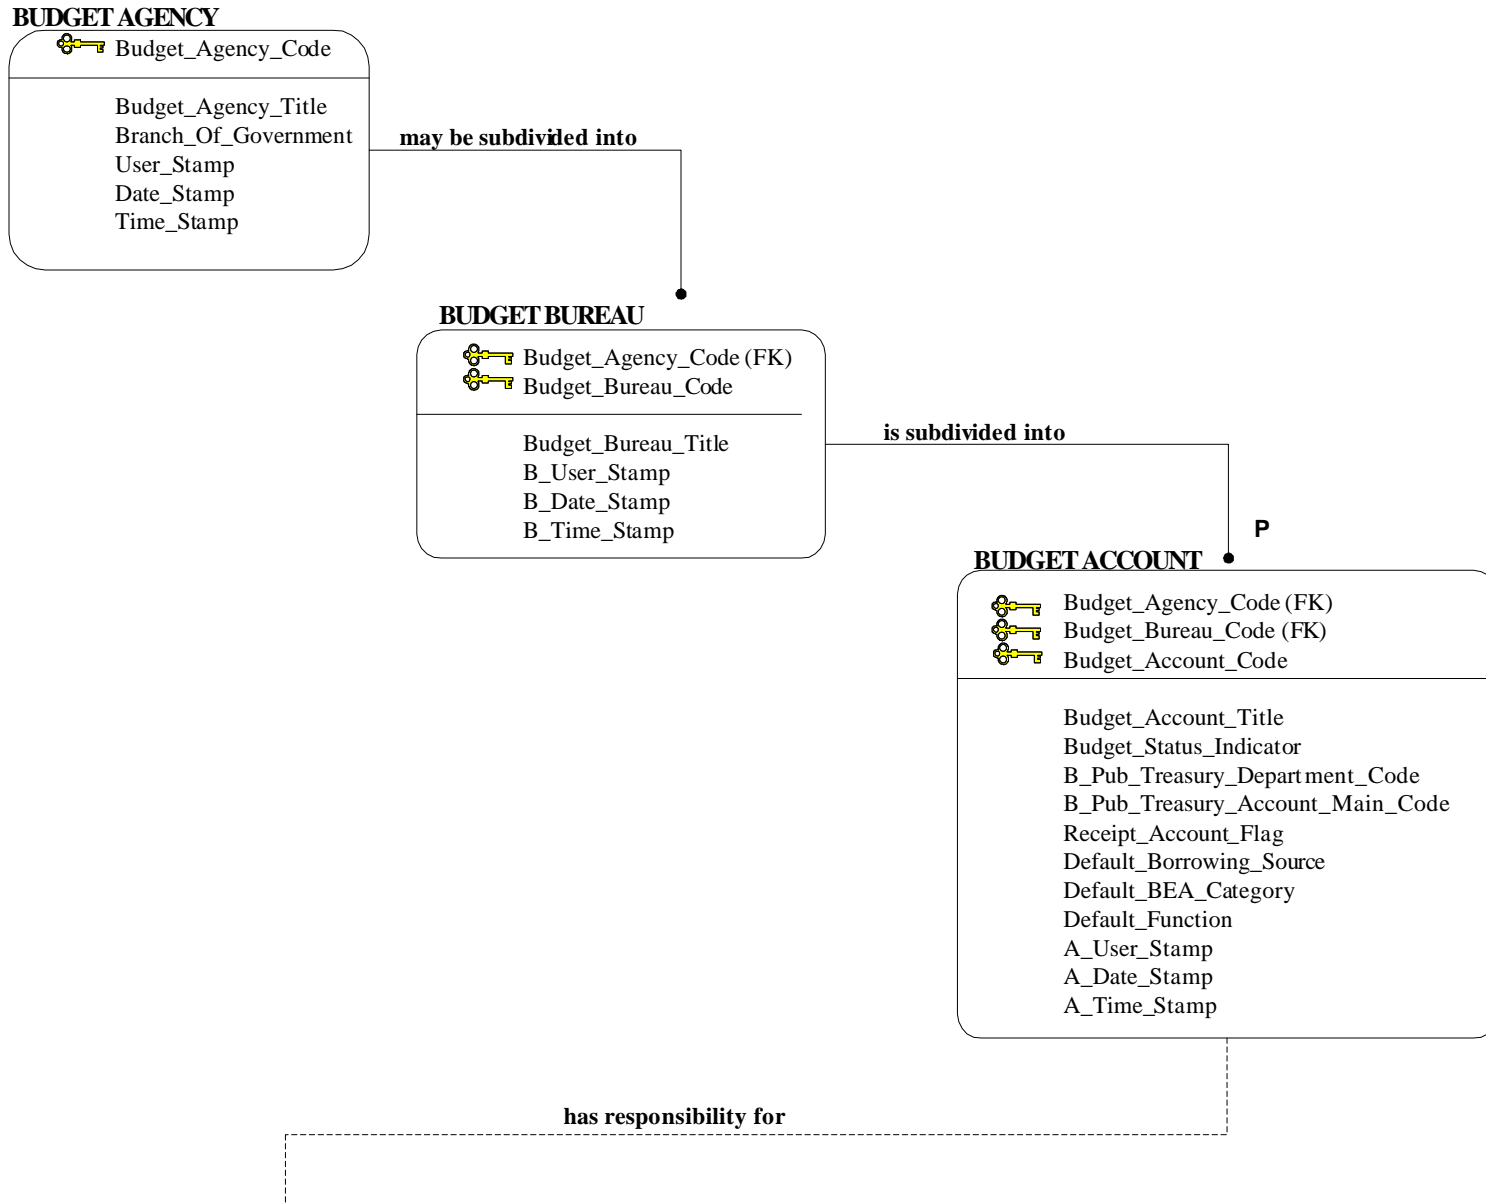 BUDGET AGENCY
Budget_Agency_Code
Budget_Agency_Title
Branch_Of_Government
User_Stamp
Date_Stamp
Time_Stamp
may be subdivided into
BUDGET BUREAU
Budget_Agency_Code (FK)
Budget_Bureau_Code
Budget_Bureau_Title
B_User_Stamp
B_Date_Stamp
B_Time_Stamp
is subdivided into
P
BUDGET ACCOUNT
Budget_Agency_Code (FK)
Budget_Bureau_Code (FK)
Budget_Account_Code
Budget_Account_Title
Budget_Status_Indicator
B_Pub_Treasury_Department_Code
B_Pub_Treasury_Account_Main_Code
Receipt_Account_Flag
Default_Borrowing_Source
Default_BEA_Category
Default_Function
A_User_Stamp
A_Date_Stamp
A_Time_Stamp
has responsibility for